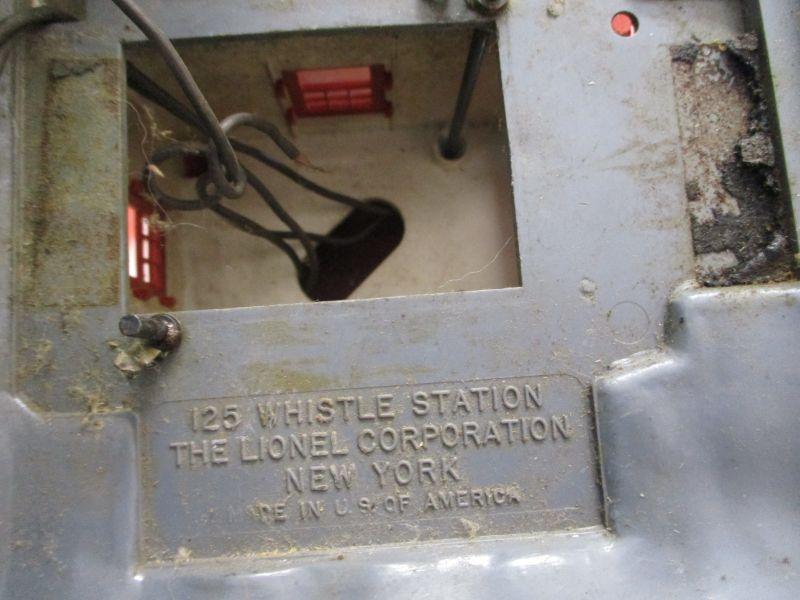 125 WHISTLE STATION
THE LIONEL CORPORATION
NEW YORK
MADE IN U.S. OF AMERICA